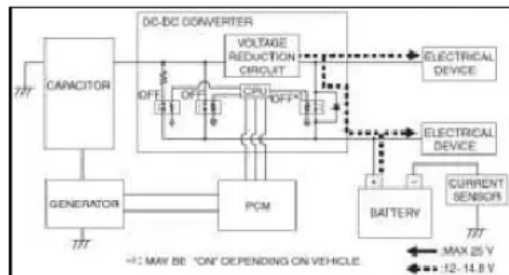 DC-DC CONVERTER
CAPACITOR
VOLTAGE
REDUCTION
CIRCUIT
ELECTRICAL
DEVICE
OFF
OFF
CPU
OFF
ELECTRICAL
DEVICE
GENERATOR
PCM
+
−
BATTERY
CURRENT
SENSOR
: MAY BE "ON" DEPENDING ON VEHICLE
:MAX 25 V
:12- 14.8 V